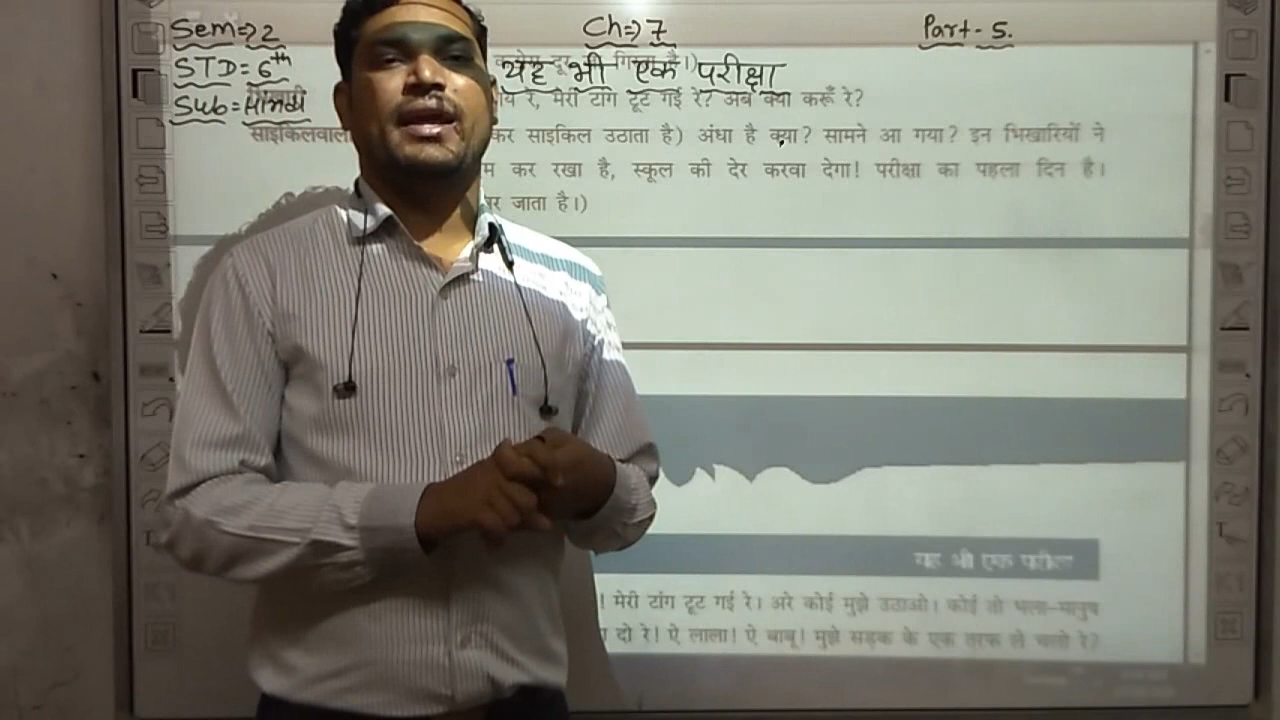 Sem⇒2 Ch⇒7 Part-5.
STD=6th यह भी एक परीक्षा
Sub=Hindi
रे, मेरी टांग टूट गई रे? अब क्या करूँ रे?
साइकिलवाला कर साइकिल उठाता है) अंधा है क्या? सामने आ गया? इन भिखारियों ने
कर रखा है, स्कूल की देर करवा देगा! परीक्षा का पहला दिन है।
जाता है।)
यह भी एक परीक्षा
! मेरी टांग टूट गई रे। अरे कोई मुझे उठाओ। कोई तो भला-मानुष
दो रे! ऐ लाला! ऐ बाबू! मुझे सड़क के एक तरफ ले चलो रे?